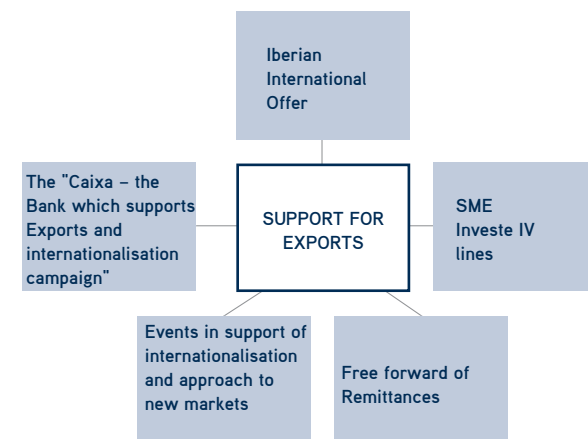 Iberian
International
Offer
The "Caixa – the
Bank which supports
Exports and
internationalisation
campaign"
SUPPORT FOR
EXPORTS
SME
Investe IV
lines
Events in support of
internationalisation
and approach to
new markets
Free forward of
Remittances